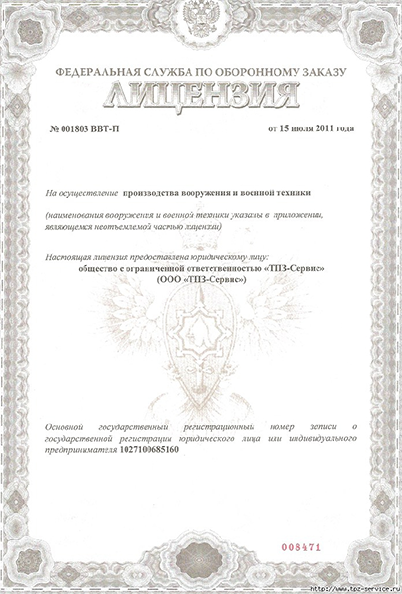 ФЕДЕРАЛЬНАЯ СЛУЖБА ПО ОБОРОННОМУ ЗАКАЗУ
ЛИЦЕНЗИЯ
№ 001803 ВВТ-П от 15 июля 2011 года
На осуществление производства вооружения и военной техники
(наименования вооружения и военной техники указаны в приложении,
являющемся неотъемлемой частью лицензии)
Настоящая лицензия предоставлена юридическому лицу:
общество с ограниченной ответственностью «ТПЗ-Сервис»
(ООО «ТПЗ-Сервис»)
Основной государственный регистрационный номер записи о
государственной регистрации юридического лица или индивидуального
предпринимателя 1027100685160
008471
http://www.tpz-service.ru